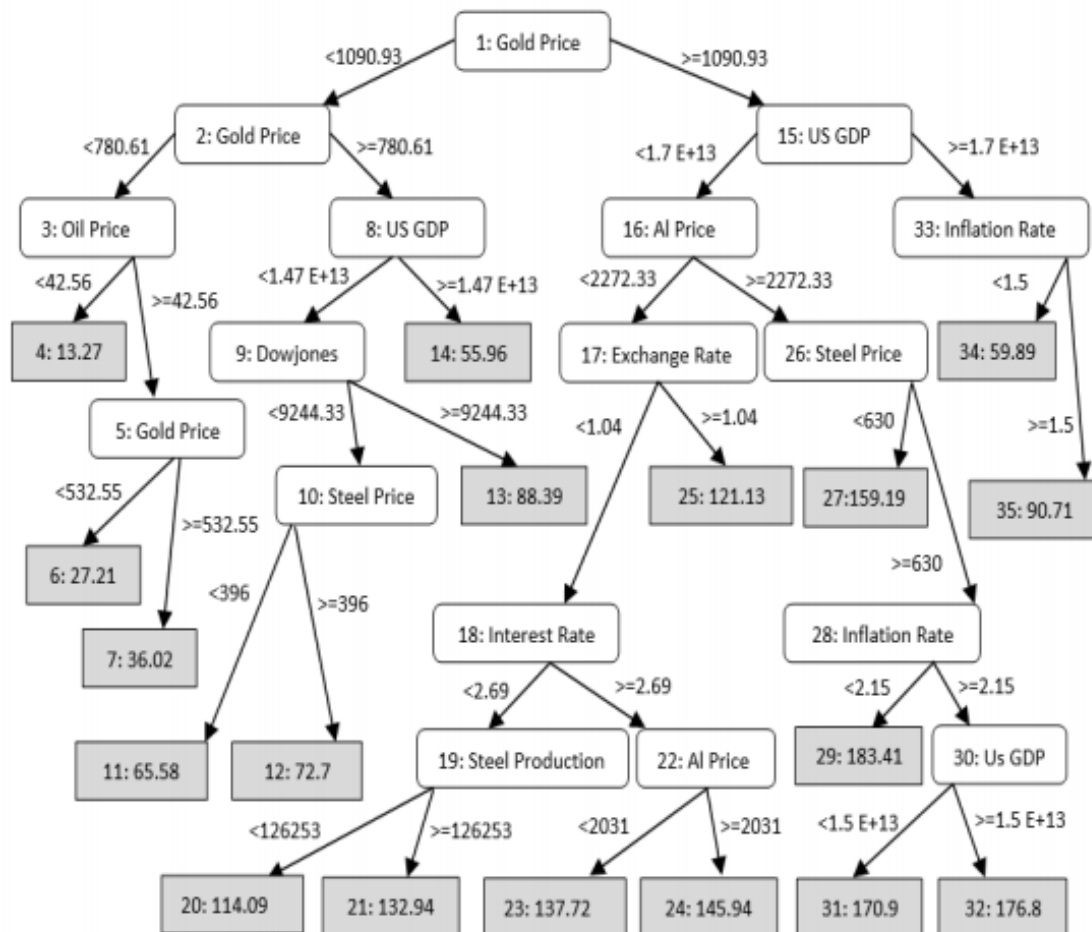 1: Gold Price
<1090.93
>=1090.93
2: Gold Price
15: US GDP
<780.61
>=780.61
<1.7 E+13
>=1.7 E+13
3: Oil Price
8: US GDP
16: Al Price
33: Inflation Rate
<42.56
>=42.56
<1.47 E+13
>=1.47 E+13
<2272.33
>=2272.33
<1.5
>=1.5
4: 13.27
9: Dowjones
14: 55.96
17: Exchange Rate
26: Steel Price
34: 59.89
5: Gold Price
<9244.33
>=9244.33
<1.04
>=1.04
<630
>=630
<532.55
>=532.55
10: Steel Price
13: 88.39
25: 121.13
27:159.19
35: 90.71
6: 27.21
<396
>=396
7: 36.02
18: Interest Rate
28: Inflation Rate
<2.69
>=2.69
<2.15
>=2.15
11: 65.58
12: 72.7
19: Steel Production
22: Al Price
29: 183.41
30: Us GDP
<126253
>=126253
<2031
>=2031
<1.5 E+13
>=1.5 E+13
20: 114.09
21: 132.94
23: 137.72
24: 145.94
31: 170.9
32: 176.8